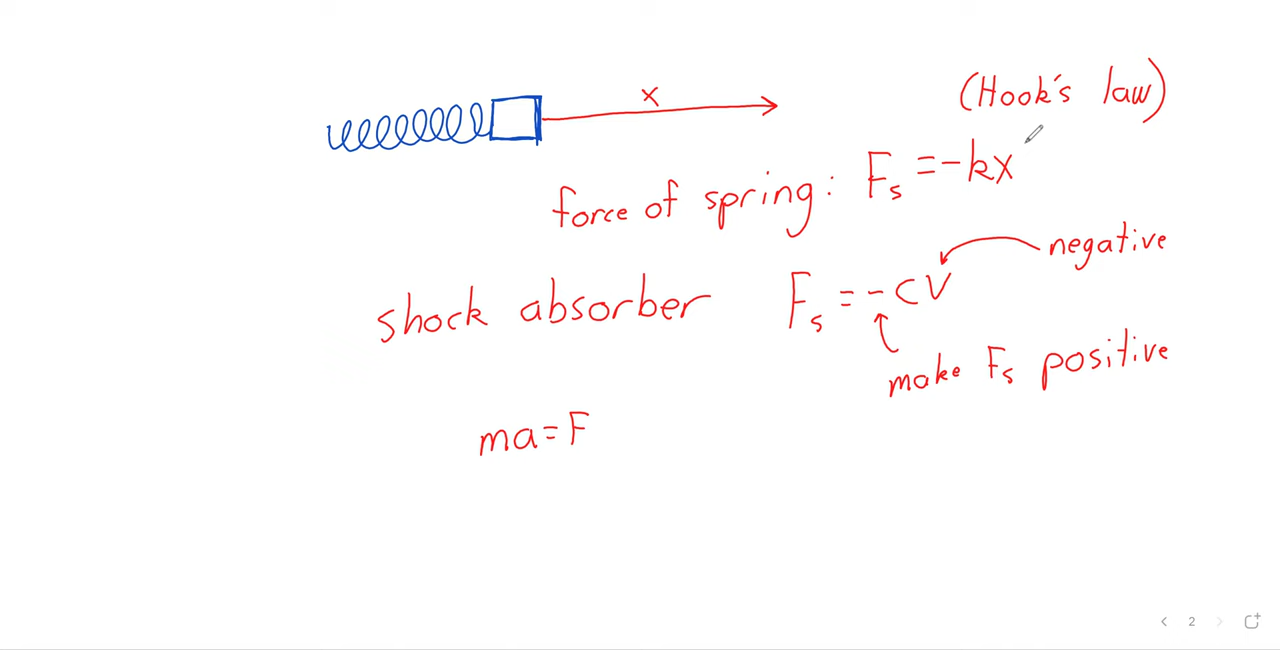 x
(Hook's law)
force of spring: Fₛ = -kx
negative
shock absorber Fₛ = -cv
make Fₛ positive
ma = F
2